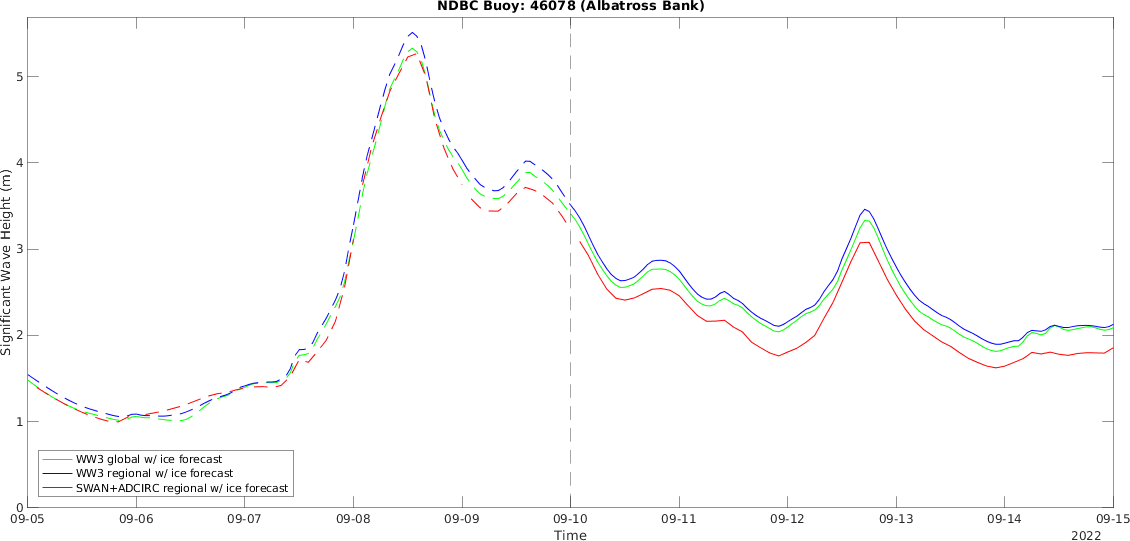 NDBC Buoy: 46078 (Albatross Bank)
Significant Wave Height (m)
5
4
3
2
1
0
WW3 global w/ ice forecast
WW3 regional w/ ice forecast
SWAN+ADCIRC regional w/ ice forecast
09-05 09-06 09-07 09-08 09-09 09-10 09-11 09-12 09-13 09-14 09-15
Time
2022